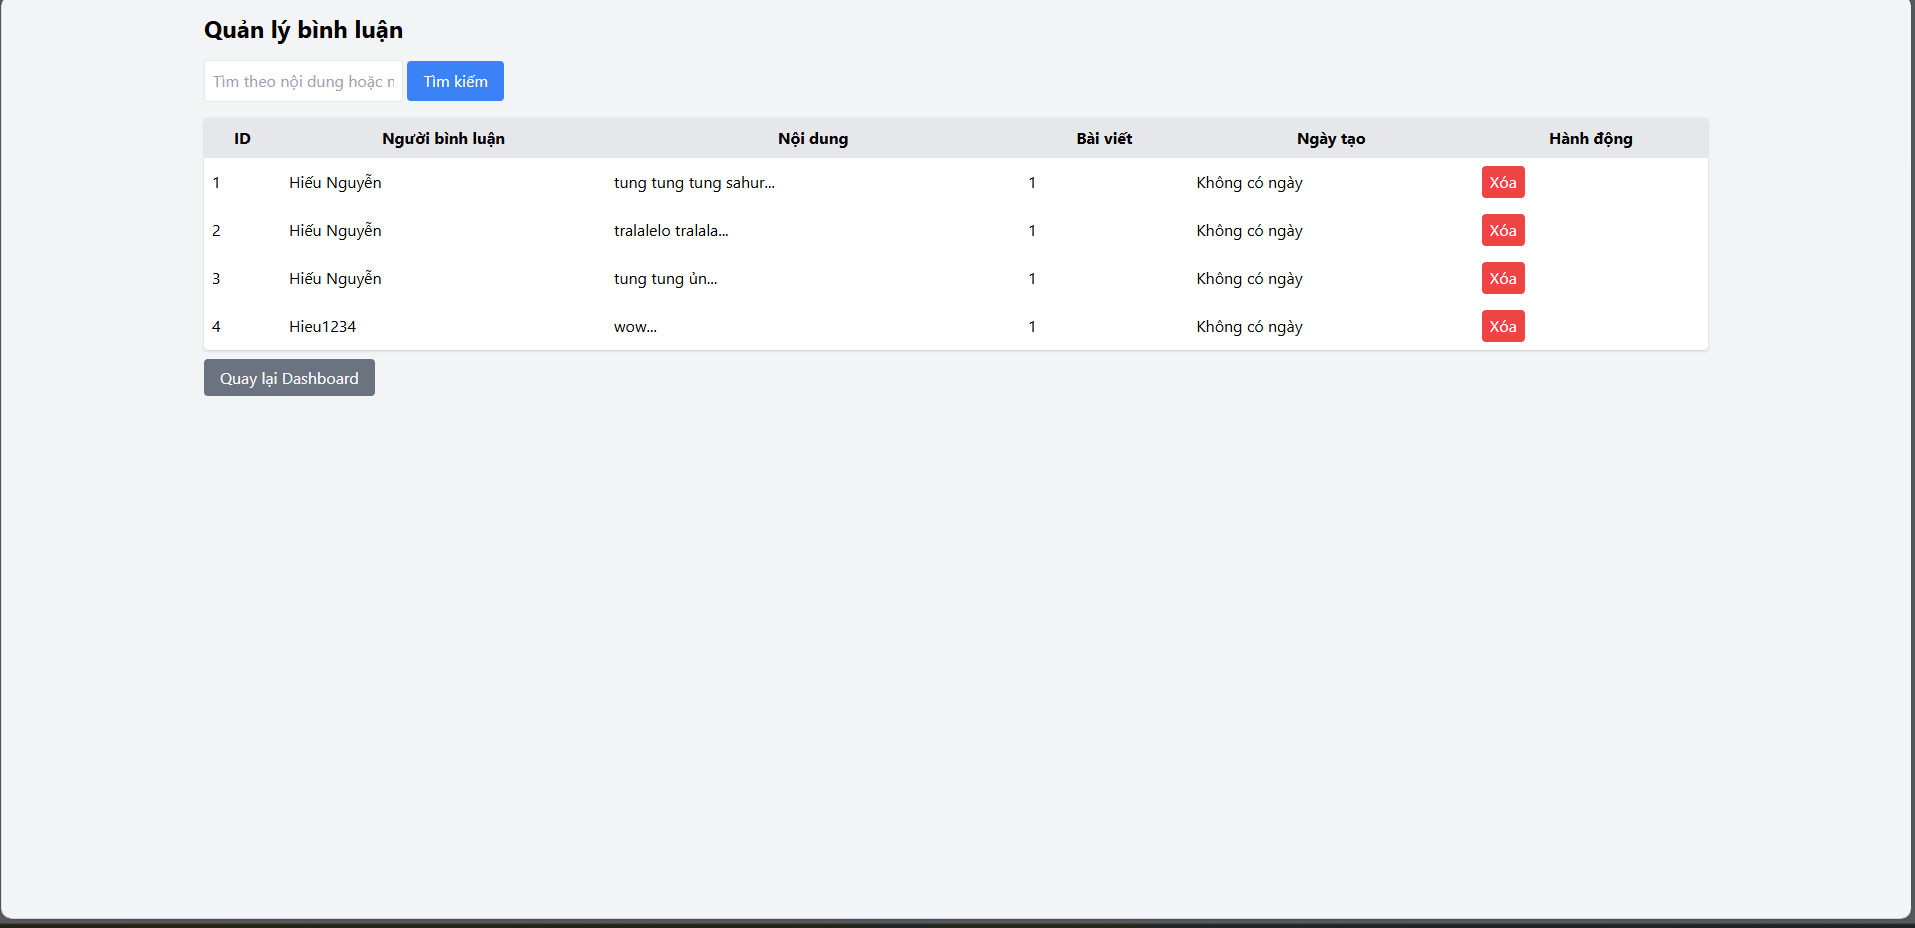 Quản lý bình luận
Tìm theo nội dung hoặc n Tìm kiếm
ID Người bình luận Nội dung Bài viết Ngày tạo Hành động
1 Hiếu Nguyễn tung tung tung sahur... 1 Không có ngày Xóa
2 Hiếu Nguyễn tralalelo tralala... 1 Không có ngày Xóa
3 Hiếu Nguyễn tung tung ủn... 1 Không có ngày Xóa
4 Hieu1234 wow... 1 Không có ngày Xóa
Quay lại Dashboard